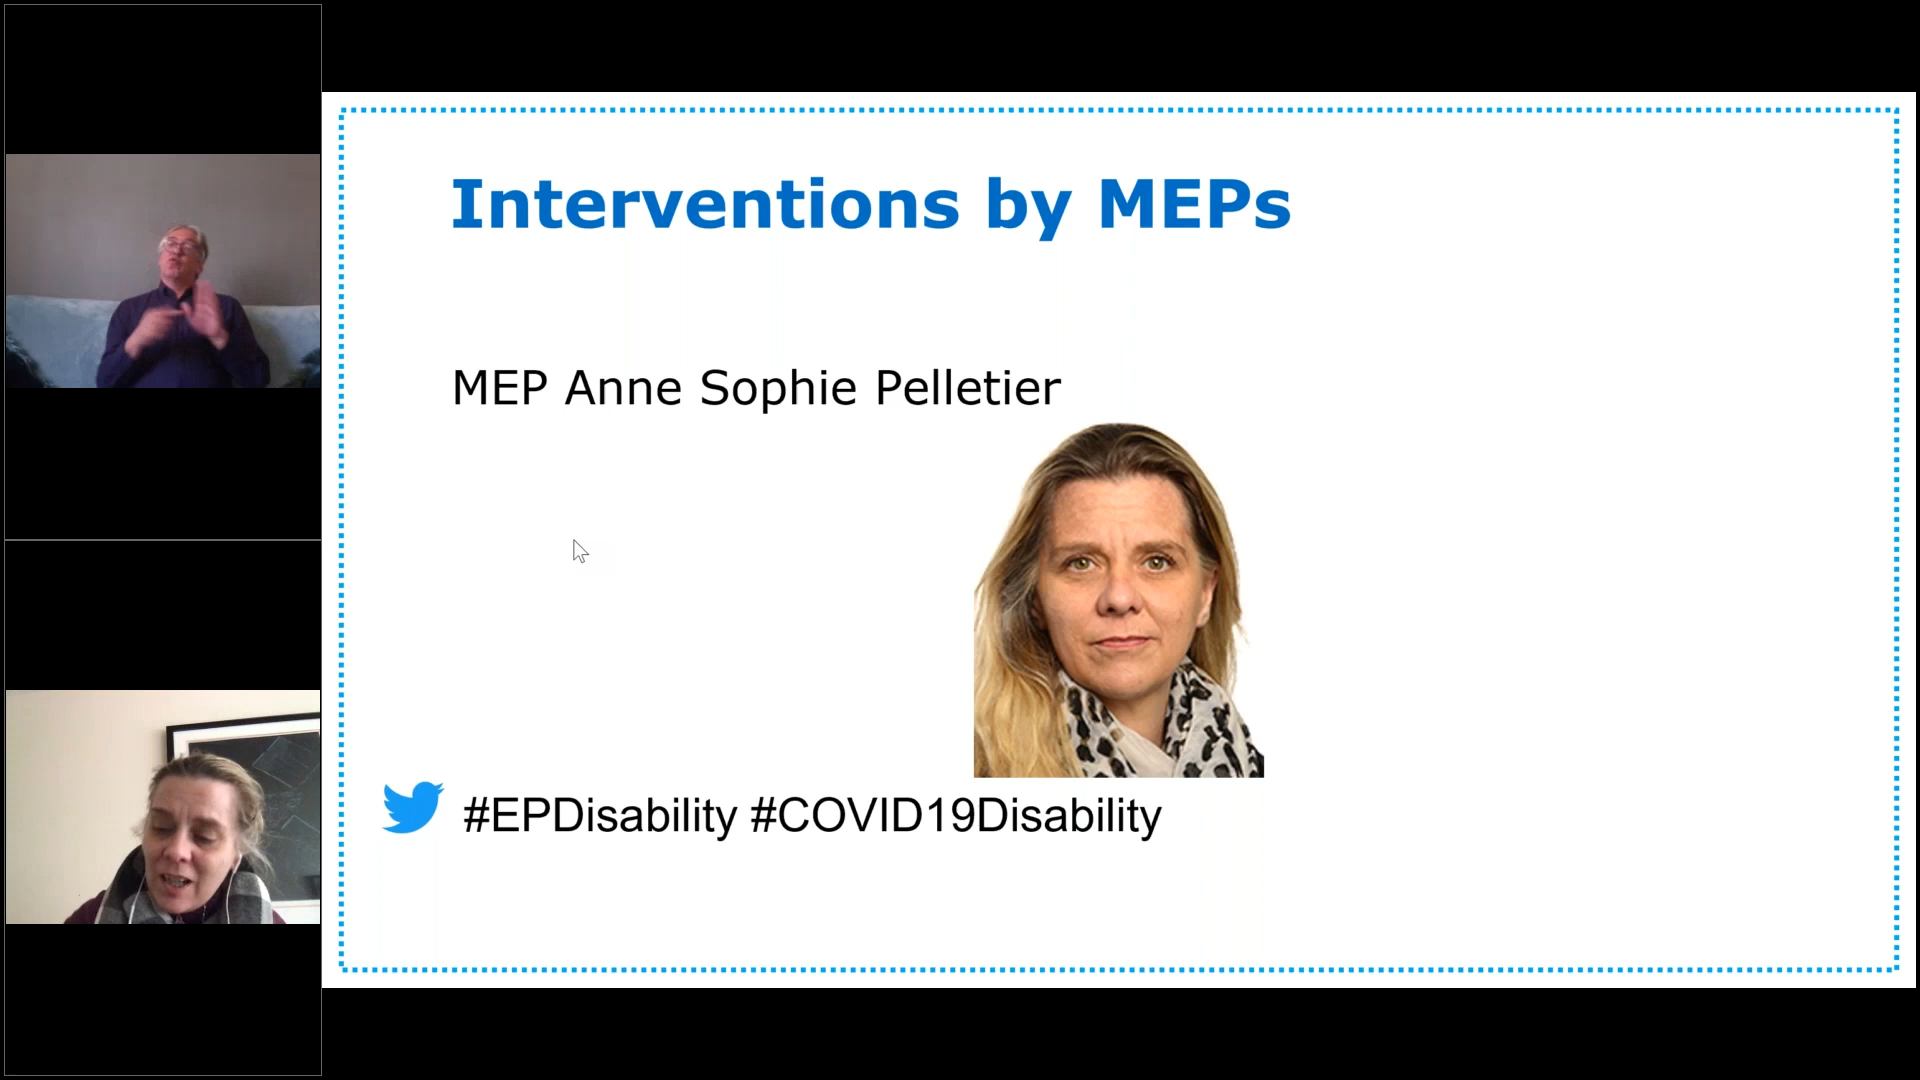 Interventions by MEPs
MEP Anne Sophie Pelletier
#EPDisability #COVID19Disability